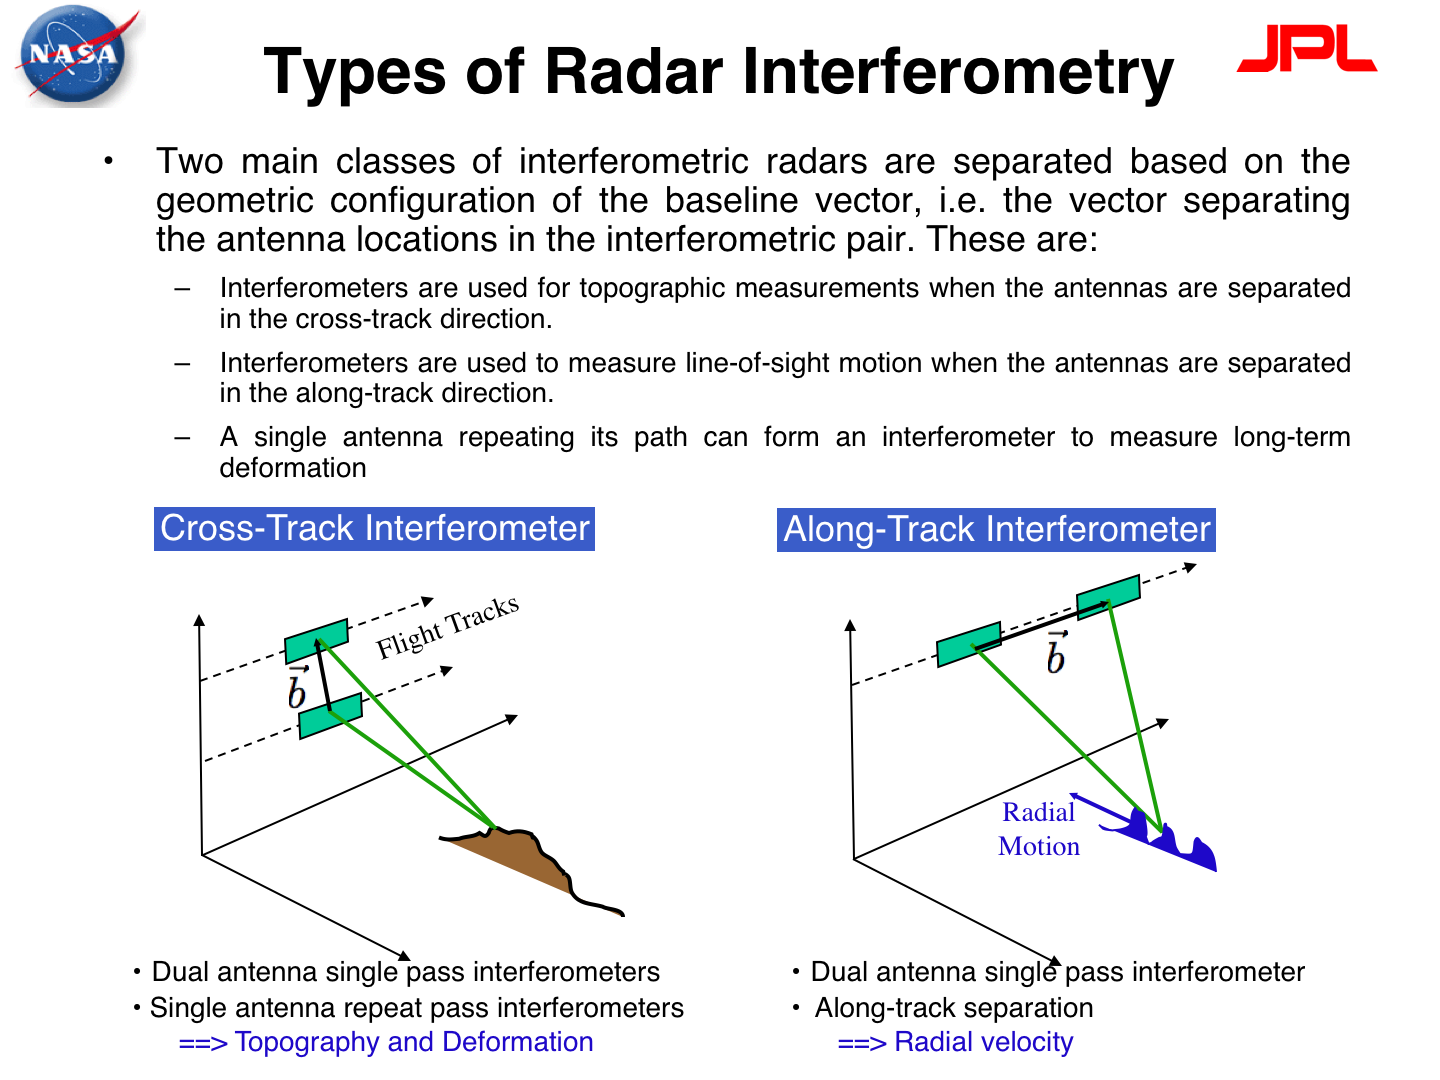 NASA
Types of Radar Interferometry
JPL
• Two main classes of interferometric radars are separated based on the
geometric configuration of the baseline vector, i.e. the vector separating
the antenna locations in the interferometric pair. These are:
– Interferometers are used for topographic measurements when the antennas are separated
in the cross-track direction.
– Interferometers are used to measure line-of-sight motion when the antennas are separated
in the along-track direction.
– A single antenna repeating its path can form an interferometer to measure long-term
deformation
Cross-Track Interferometer
Flight Tracks
b⃗
• Dual antenna single pass interferometers
• Single antenna repeat pass interferometers
==> Topography and Deformation
Along-Track Interferometer
b⃗
Radial
Motion
• Dual antenna single pass interferometer
• Along-track separation
==> Radial velocity